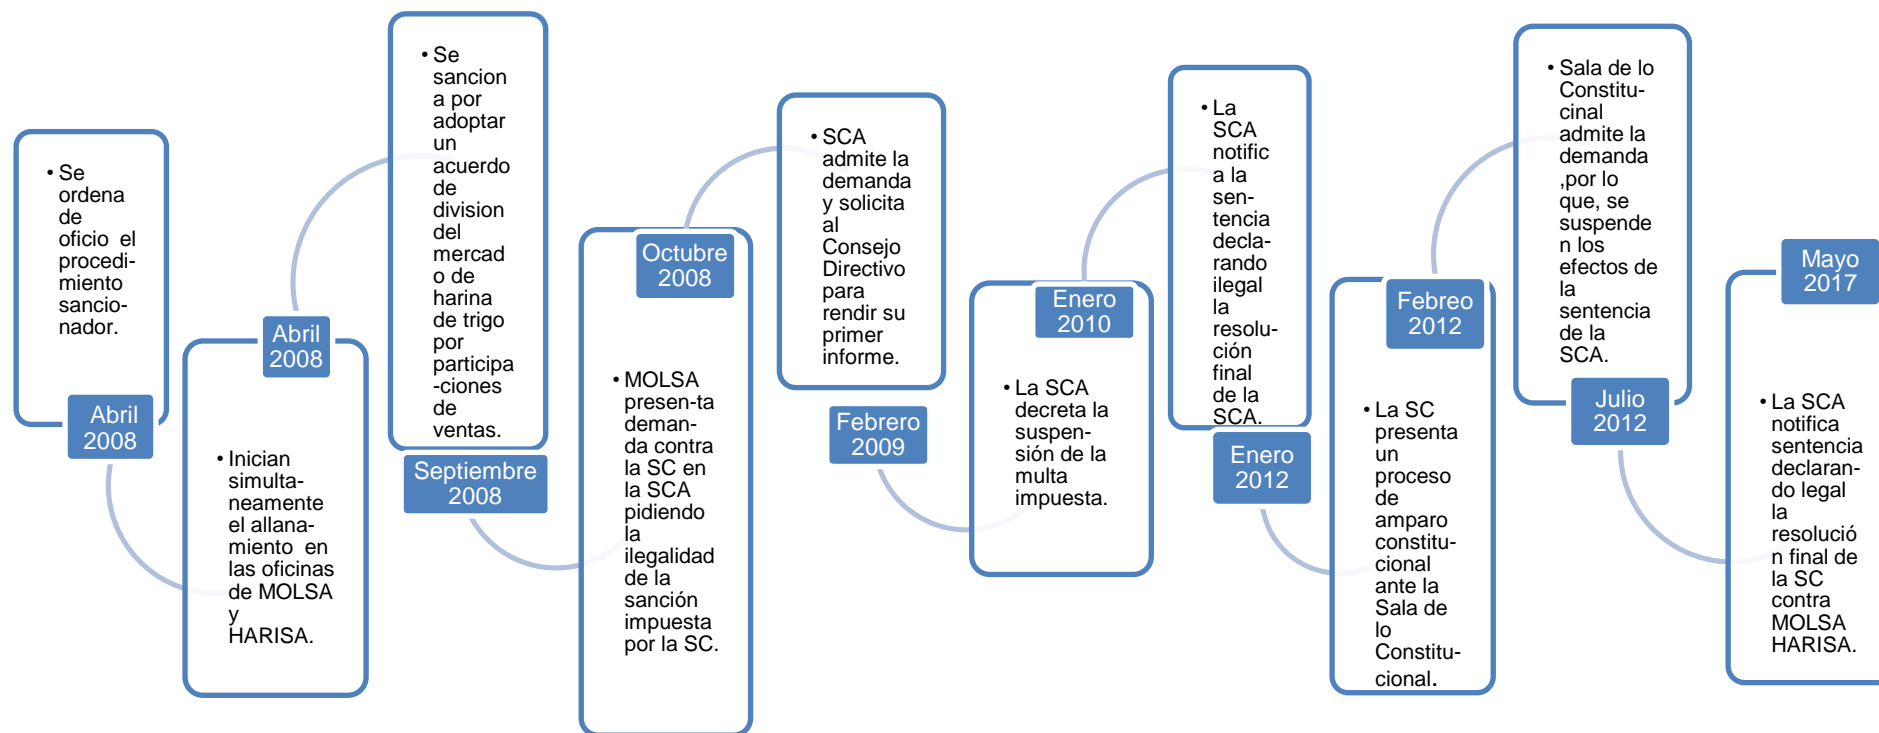 • Se
ordena
de
oficio el
procedi-
miento
sancio-
nador.
Abril
2008
Abril
2008
• Inician
simulta-
neamente
el allana-
miento en
las oficinas
de MOLSA
y
HARISA.
• Se
sancion
a por
adoptar
un
acuerdo
de
division
del
mercad
o de
harina
de trigo
por
participa
-ciones
de
ventas.
Septiembre
2008
Octubre
2008
• MOLSA
presen-ta
deman-
da contra
la SC en
la SCA
pidiendo
la
ilegalidad
de la
sanción
impuesta
por la SC.
• SCA
admite la
demanda
y solicita
al
Consejo
Directivo
para
rendir su
primer
informe.
Febrero
2009
Enero
2010
• La SCA
decreta la
suspen-
sión de la
multa
impuesta.
• La
SCA
notific
a la
sen-
tencia
decla-
rando
ilegal
la
resolu-
ción
final
de la
SCA.
Enero
2012
Febreo
2012
• La SC
presenta
un
proceso
de
amparo
constitu-
cional
ante la
Sala de
lo
Constitu-
cional.
• Sala de lo
Constitu-
cinal
admite la
demanda
,por lo
que, se
suspende
n los
efectos de
la
sentencia
de la
SCA.
Julio
2012
Mayo
2017
• La SCA
notifica
sentencia
declaran-
do legal
la
resolució
n final de
la SC
contra
MOLSA
HARISA.